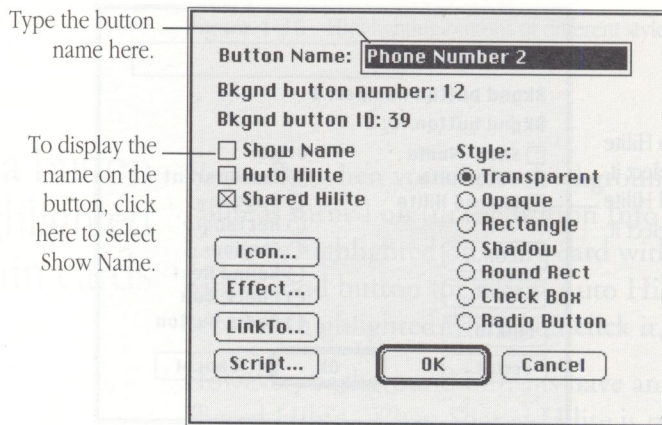 Type the button
name here.
Button Name: Phone Number 2
Bkgnd button number: 12
Bkgnd button ID: 39
To display the
name on the
button, click
here to select
Show Name.
Show Name
Auto Hilite
Shared Hilite
Icon...
Effect...
LinkTo...
Script...
Style:
Transparent
Opaque
Rectangle
Shadow
Round Rect
Check Box
Radio Button
OK
Cancel